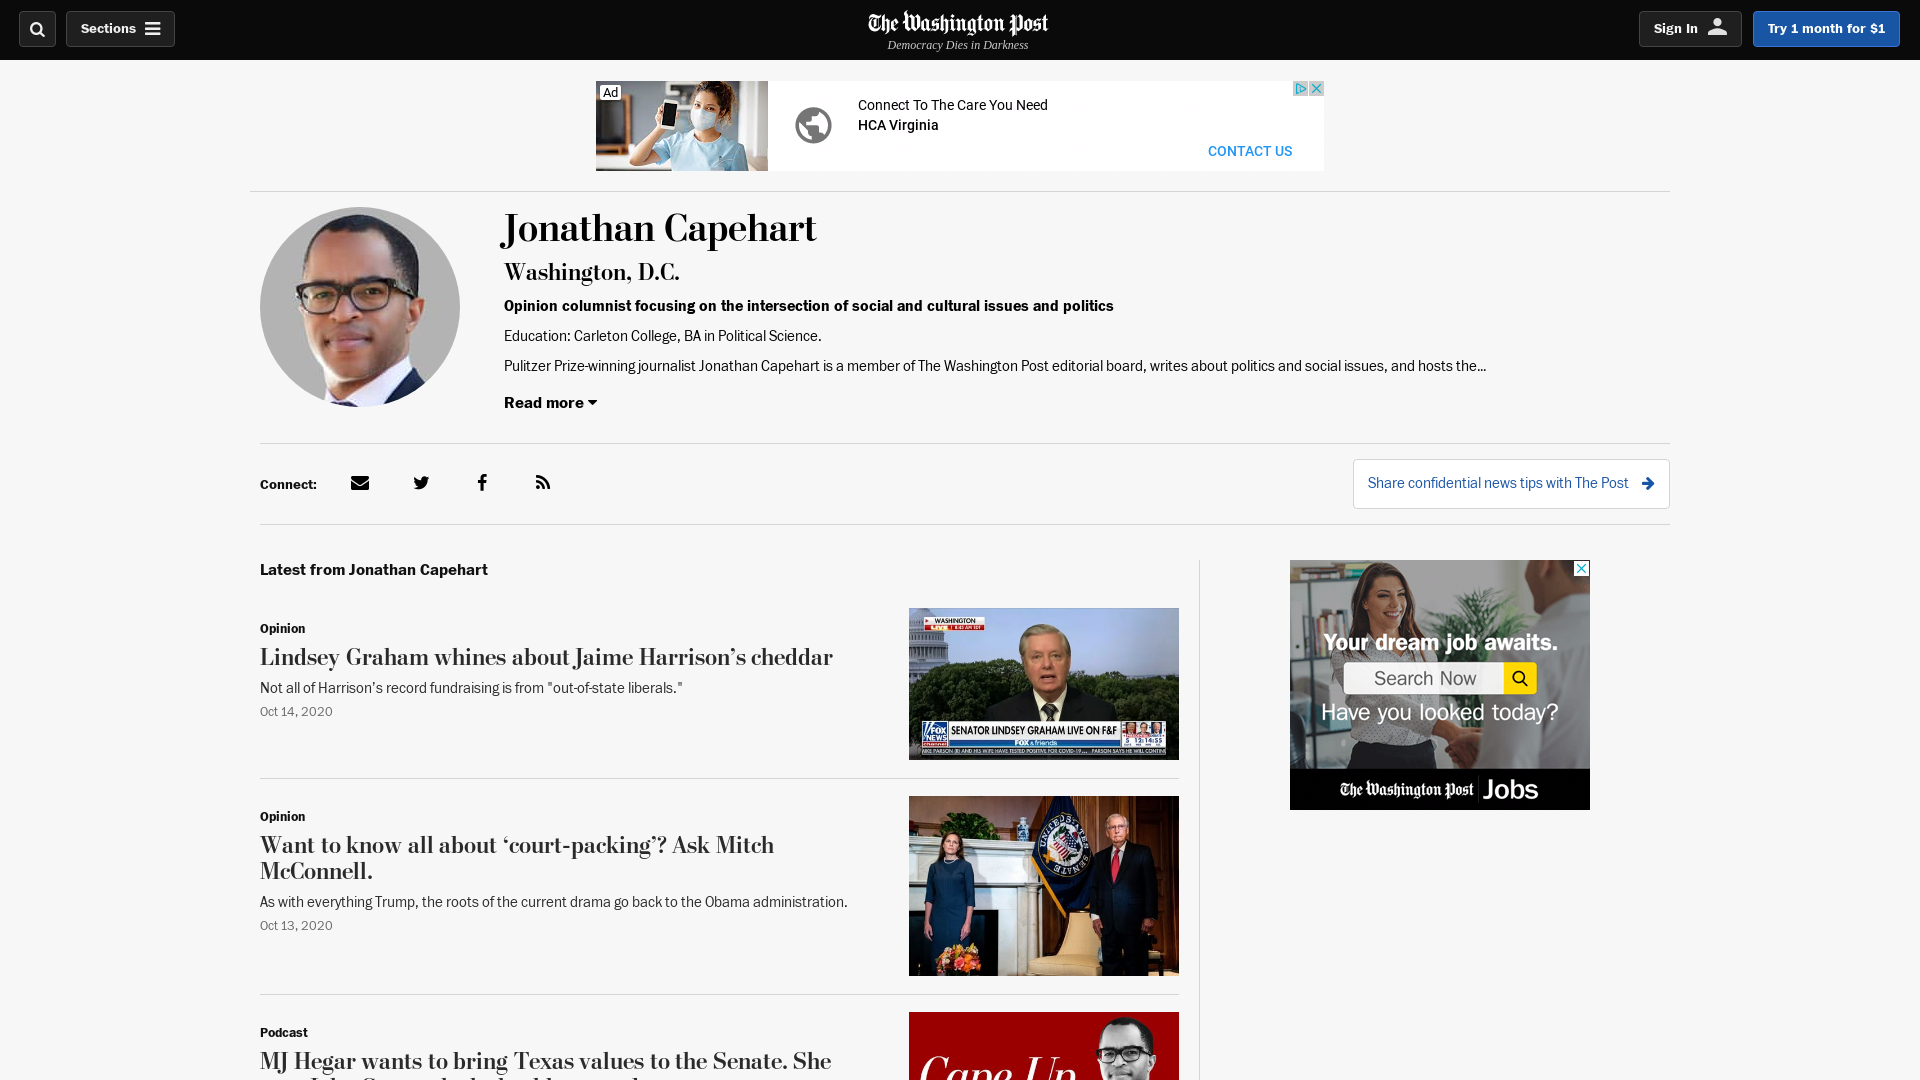 Sections
The Washington Post
Democracy Dies in Darkness
Sign In
Try 1 month for $1
Ad
Connect To The Care You Need
HCA Virginia
CONTACT US
Jonathan Capehart
Washington, D.C.
Opinion columnist focusing on the intersection of social and cultural issues and politics
Education: Carleton College, BA in Political Science.
Pulitzer Prize-winning journalist Jonathan Capehart is a member of The Washington Post editorial board, writes about politics and social issues, and hosts the...
Read more
Connect:
Share confidential news tips with The Post
Latest from Jonathan Capehart
Opinion
Lindsey Graham whines about Jaime Harrison’s cheddar
Not all of Harrison's record fundraising is from "out-of-state liberals."
Oct 14, 2020
WASHINGTON
LIVE
SENATOR LINDSEY GRAHAM LIVE ON F&F
FOX NEWS channel
FOX & friends
Your dream job awaits.
Search Now
Have you looked today?
The Washington Post Jobs
Opinion
Want to know all about ‘court-packing’? Ask Mitch
McConnell.
As with everything Trump, the roots of the current drama go back to the Obama administration.
Oct 13, 2020
UNITED STATES
SENATE
Podcast
MJ Hegar wants to bring Texas values to the Senate. She
Cape Up